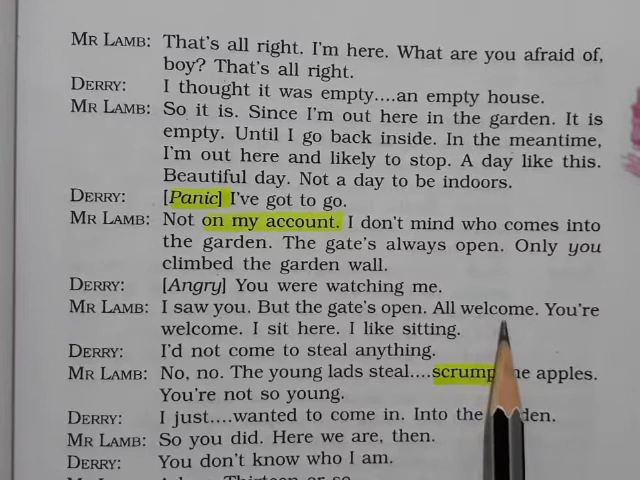 MR LAMB: That's all right. I'm here. What are you afraid of,
boy? That's all right.
DERRY: I thought it was empty....an empty house.
MR LAMB: So it is. Since I'm out here in the garden. It is
empty. Until I go back inside. In the meantime,
I'm out here and likely to stop. A day like this.
Beautiful day. Not a day to be indoors.
DERRY: [Panic] I've got to go.
MR LAMB: Not on my account. I don't mind who comes into
the garden. The gate's always open. Only you
climbed the garden wall.
DERRY: [Angry] You were watching me.
MR LAMB: I saw you. But the gate's open. All welcome. You're
welcome. I sit here. I like sitting.
DERRY: I'd not come to steal anything.
MR LAMB: No, no. The young lads steal....scrump apples.
You're not so young.
DERRY: I just....wanted to come in. Into the
MR LAMB: So you did. Here we are, then.
DERRY: You don't know who I am.